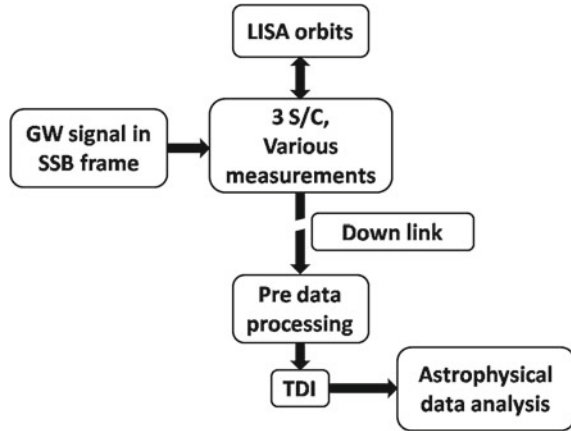 LISA orbits
GW signal in
SSB frame
3 S/C,
Various
measurements
Down link
Pre data
processing
TDI
Astrophysical
data analysis